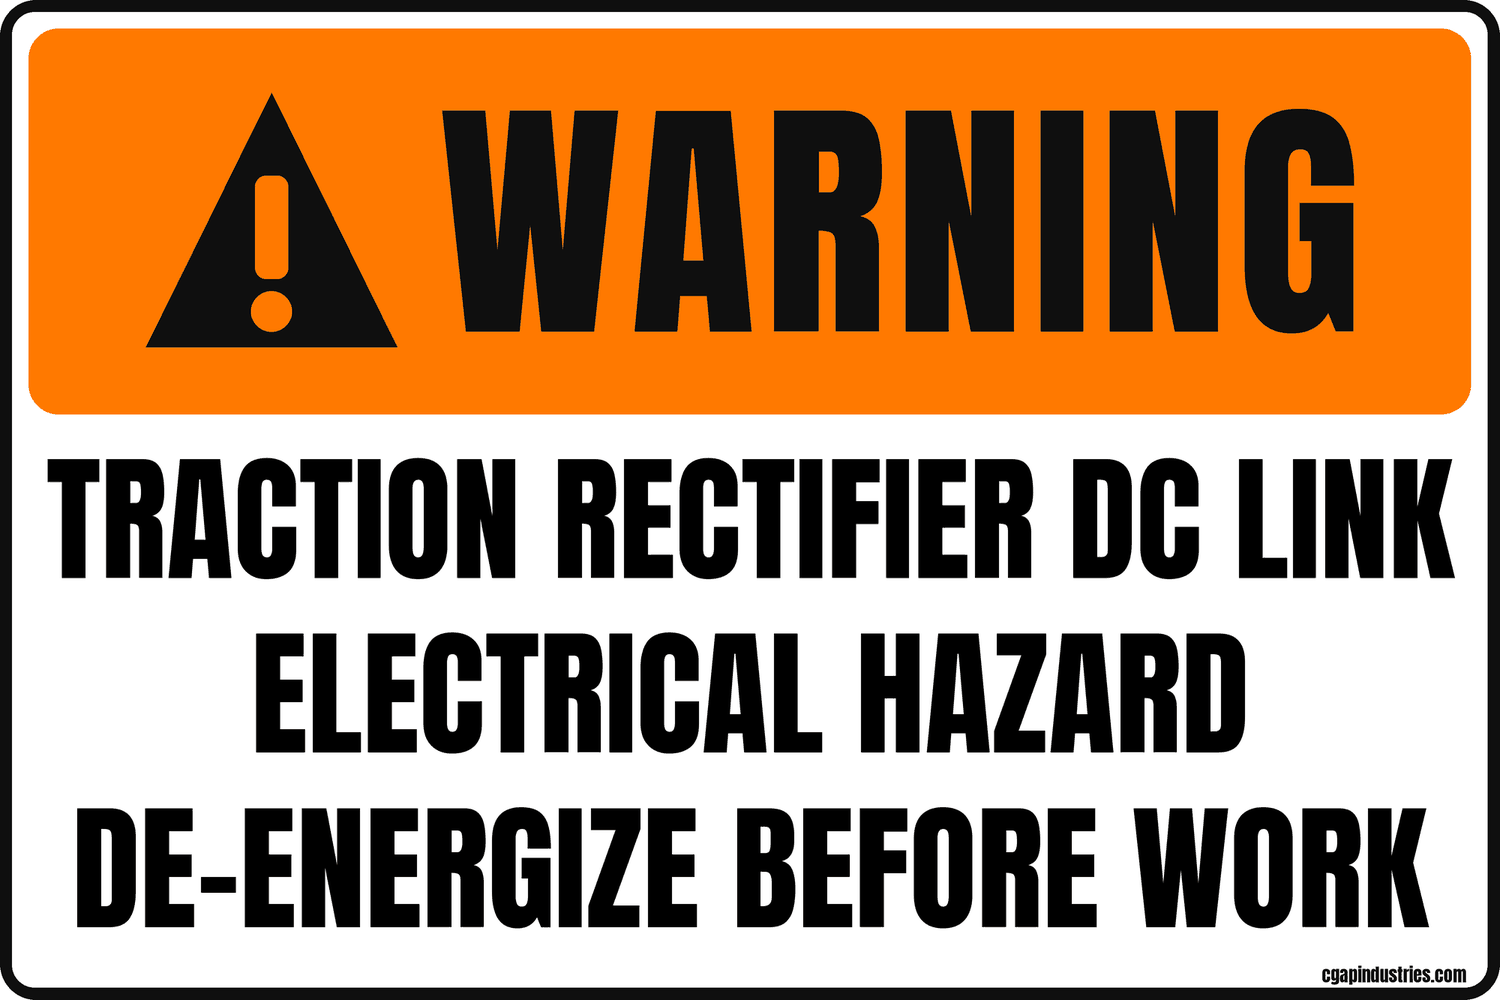 WARNING
TRACTION RECTIFIER DC LINK
ELECTRICAL HAZARD
DE-ENERGIZE BEFORE WORK
cgapindustries.com